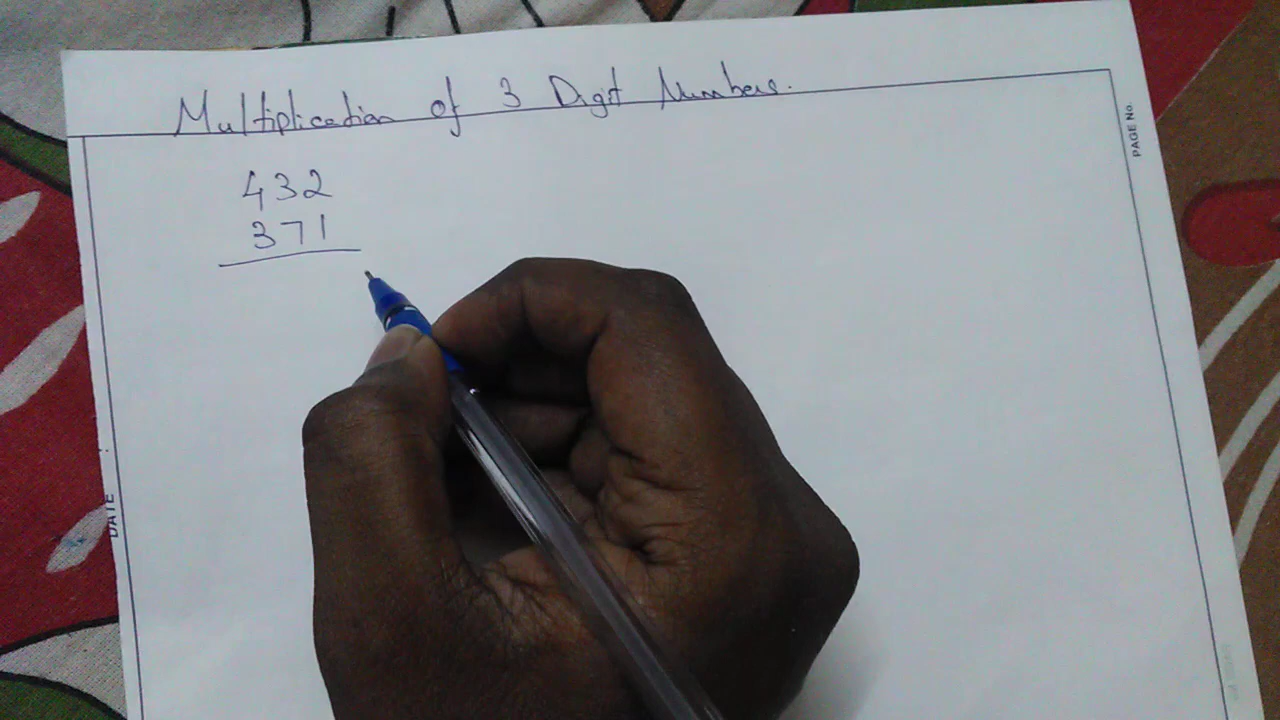 Multiplication of 3 Digit Numbers.
432
371
PAGE No.
DATE